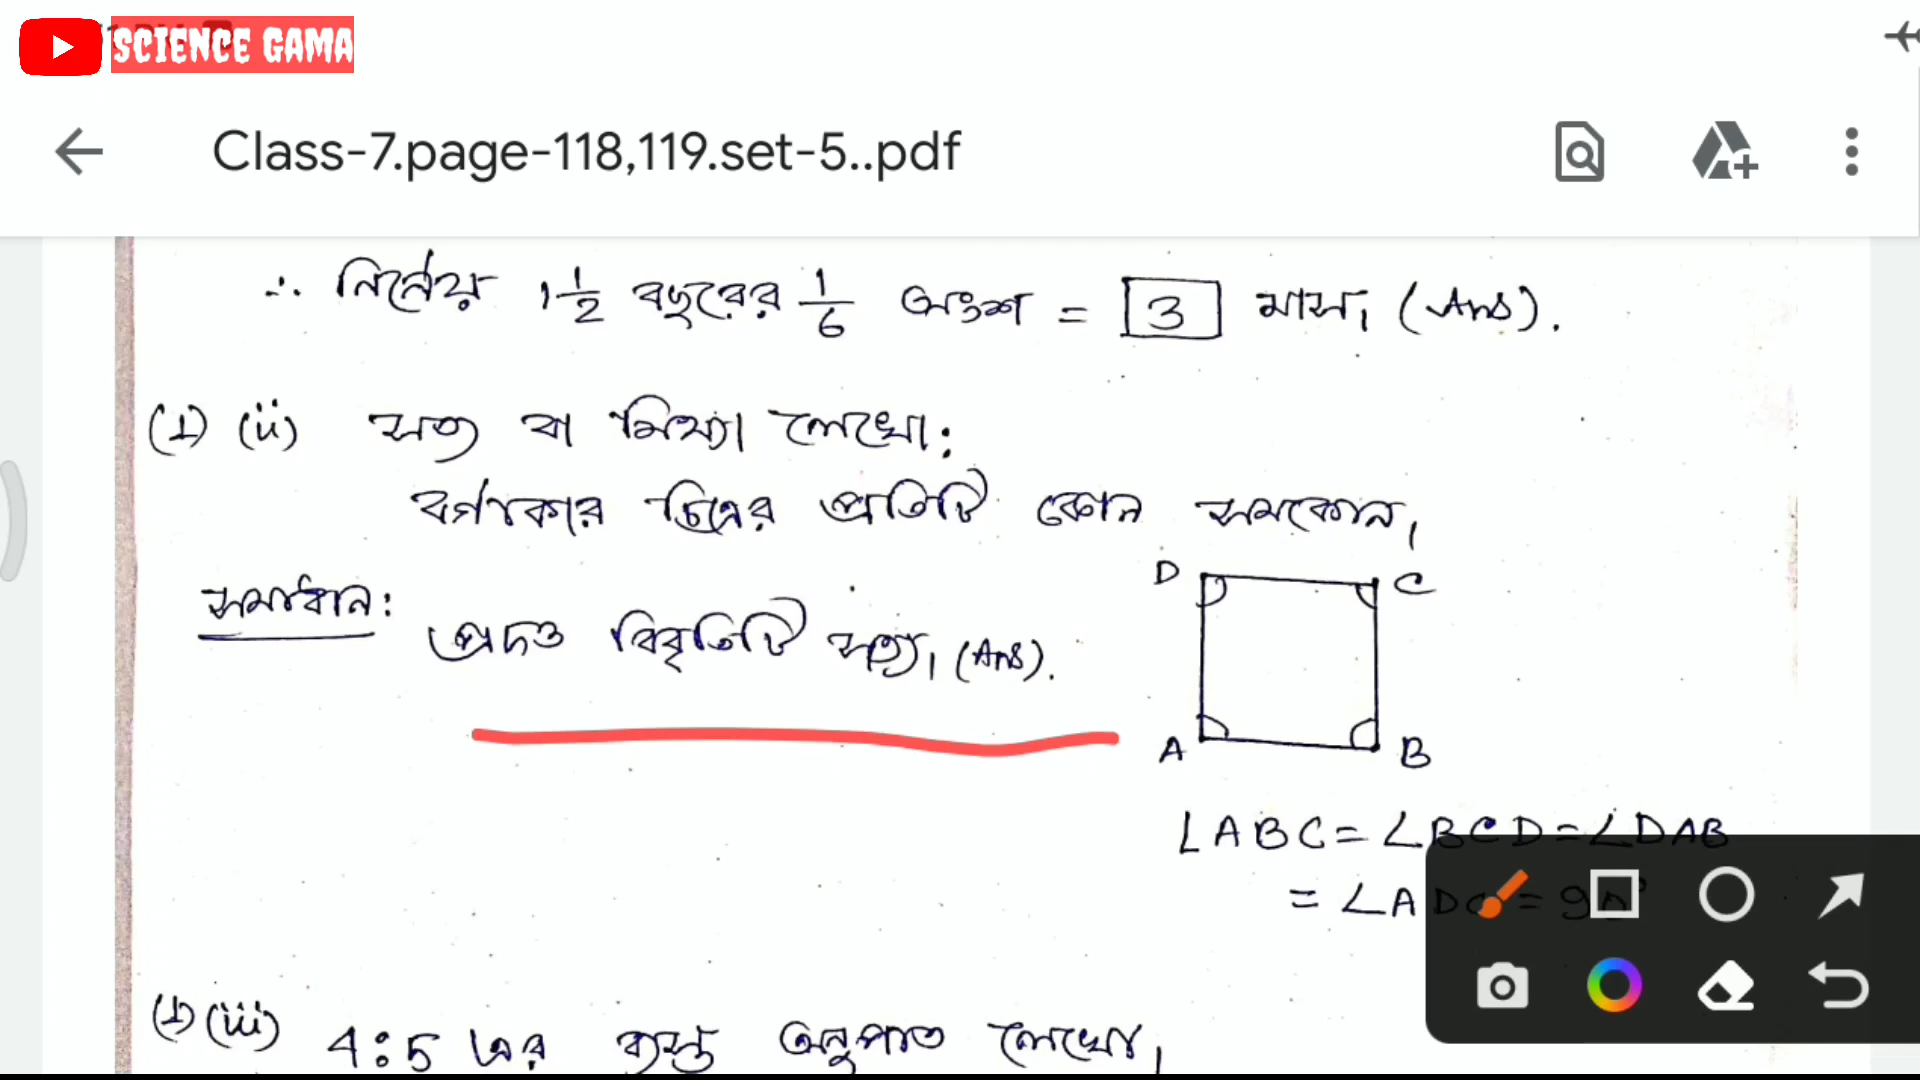 SCIENCE GAMA
Class-7.page-118,119.set-5..pdf
∴ নির্নেয় 1 1/2 বছরের 1/6 অংশ = 3 মাস। (Ans).
(1) (ii) সত্য বা মিথ্যা লেখো:
বর্গাকার চিত্রের প্রতিটি কোন সমকোন।
সমাধান: প্রদত্ত বিবৃতিটি সত্য। (Ans).
D C
A B
∠ABC = ∠BCD = ∠DAB
= ∠ADC = 90°
(1) (iii) 4:5 এর ব্যস্ত অনুপাত লেখো।